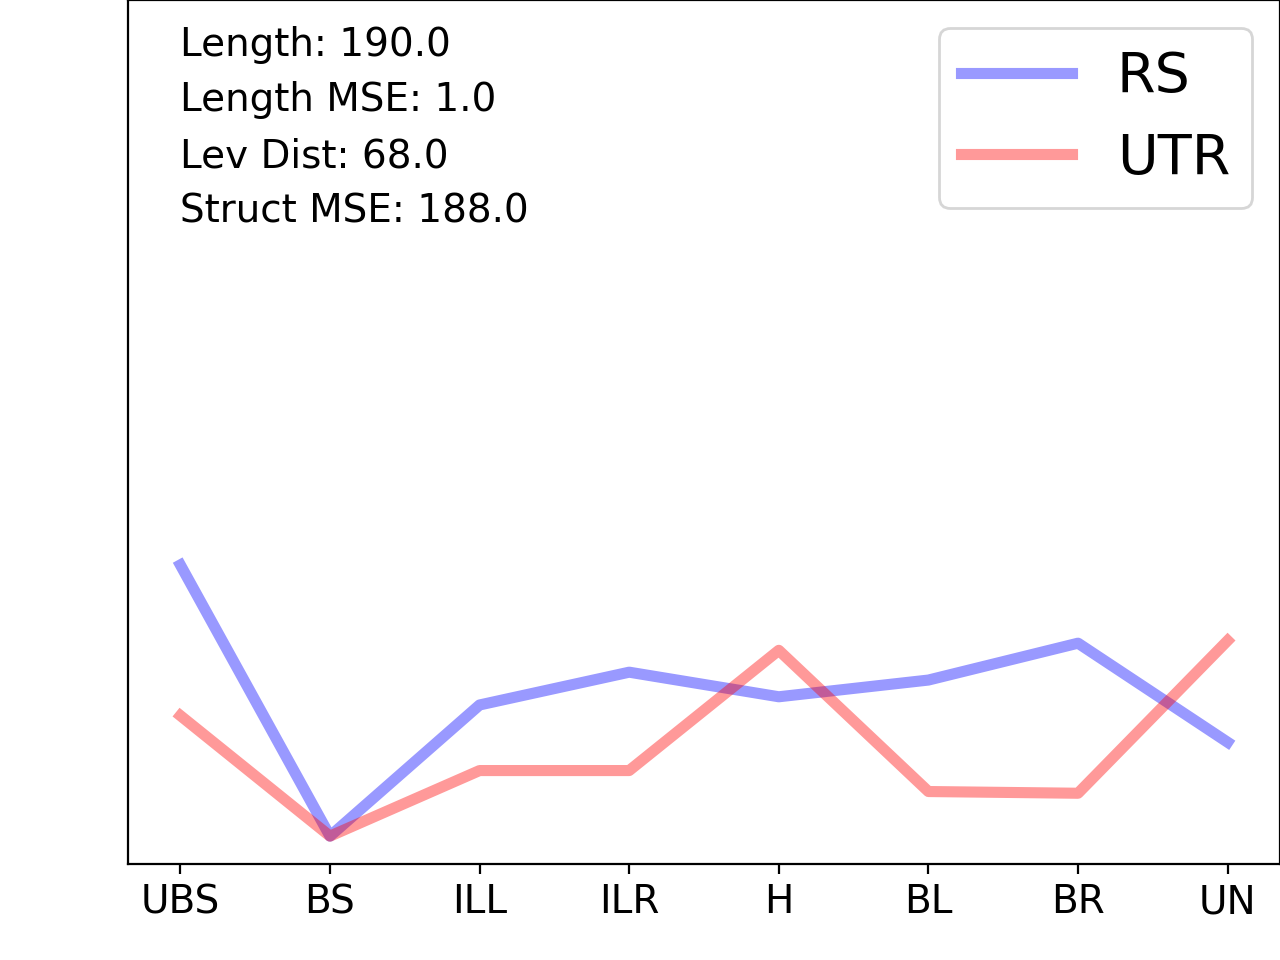 Length: 190.0
Length MSE: 1.0
Lev Dist: 68.0
Struct MSE: 188.0
RS
UTR
UBS BS ILL ILR H BL BR UN